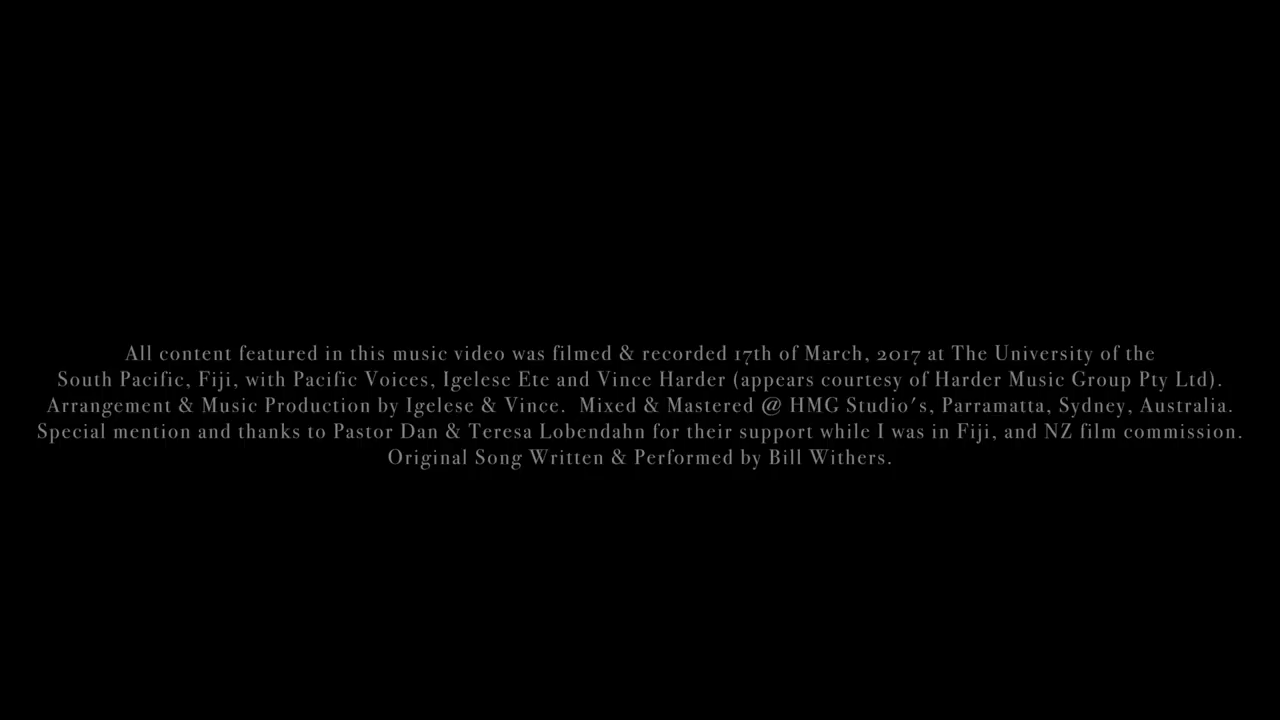 All content featured in this music video was filmed & recorded 17th of March, 2017 at The University of the
South Pacific, Fiji, with Pacific Voices, Igelese Ete and Vince Harder (appears courtesy of Harder Music Group Pty Ltd).
Arrangement & Music Production by Igelese & Vince.  Mixed & Mastered @ HMG Studio's, Parramatta, Sydney, Australia.
Special mention and thanks to Pastor Dan & Teresa Lobendahn for their support while I was in Fiji, and NZ film commission.
Original Song Written & Performed by Bill Withers.